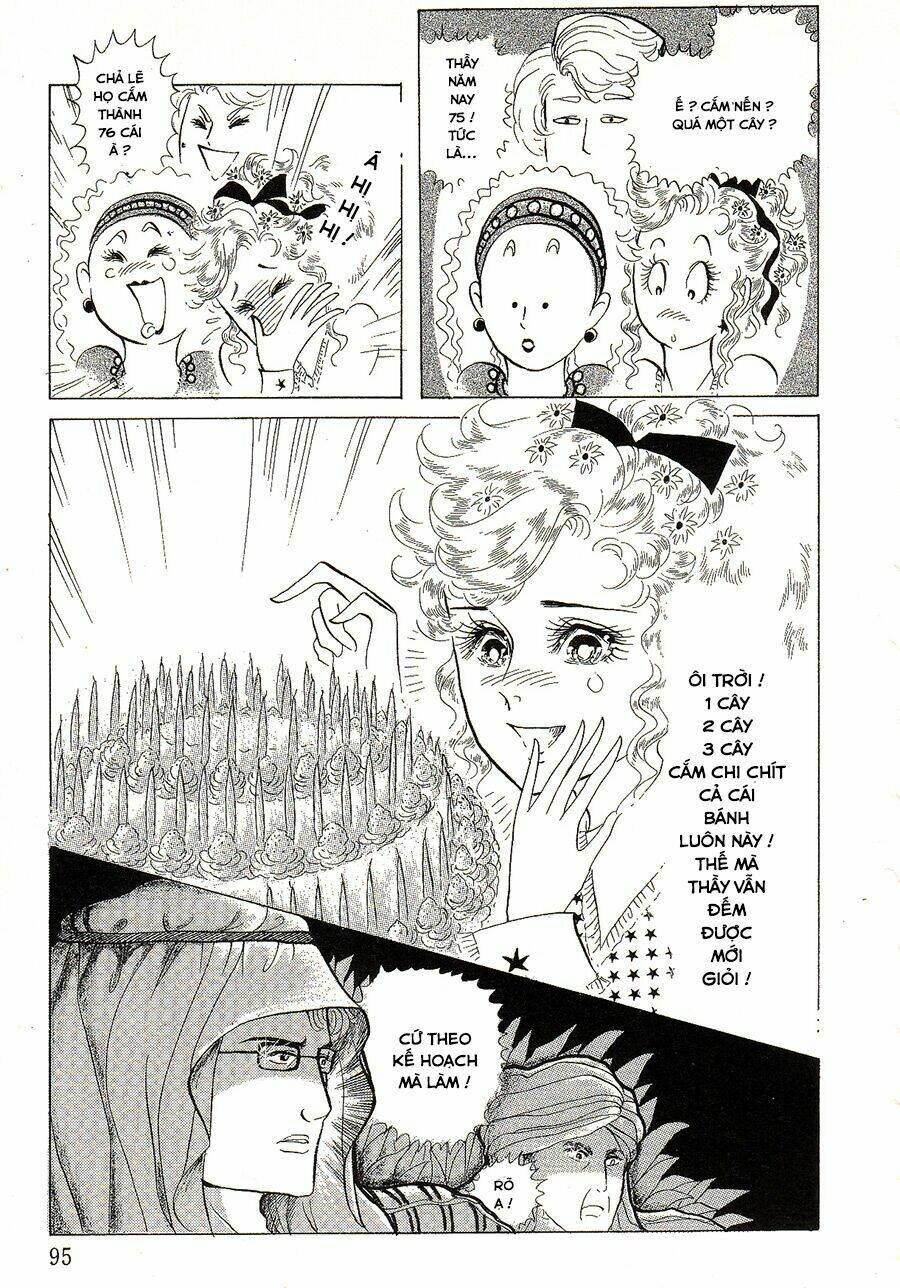 Ế ? CẮM NẾN ?
QUÁ MỘT CÂY ?
THẦY
NĂM
NAY
75 !
TỨC
LÀ...
CHẢ LẼ
HỌ CẮM
THÀNH
76 CÁI
À ?
Ả
HỊ
HỊ
HỊ !
ÔI TRỜI !
1 CÂY
2 CÂY
3 CÂY
CẮM CHI CHÍT
CẢ CÁI
BÁNH
LUÔN NÀY !
THẾ MÀ
THẦY VẪN
ĐẾM
ĐƯỢC
MỚI
GIỎI !
CỨ THEO
KẾ HOẠCH
MÀ LÀM !
RÕ
Ạ !
95